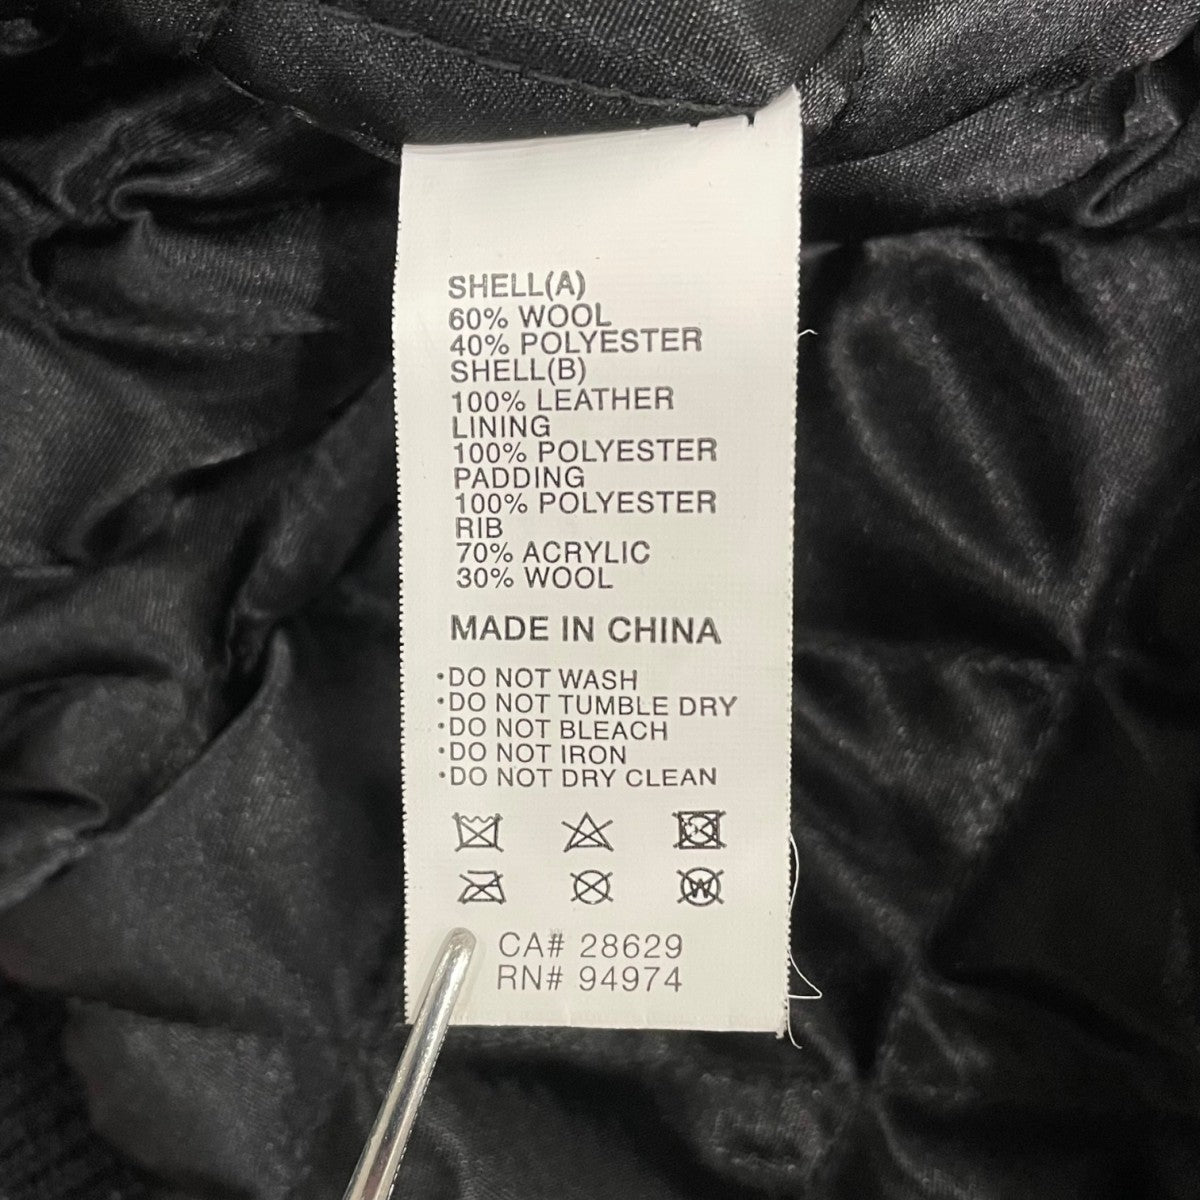 SHELL(A)
60% WOOL
40% POLYESTER
SHELL(B)
100% LEATHER
LINING
100% POLYESTER
PADDING
100% POLYESTER
RIB
70% ACRYLIC
30% WOOL
MADE IN CHINA
•DO NOT WASH
•DO NOT TUMBLE DRY
•DO NOT BLEACH
•DO NOT IRON
•DO NOT DRY CLEAN
W
CA# 28629
RN# 94974